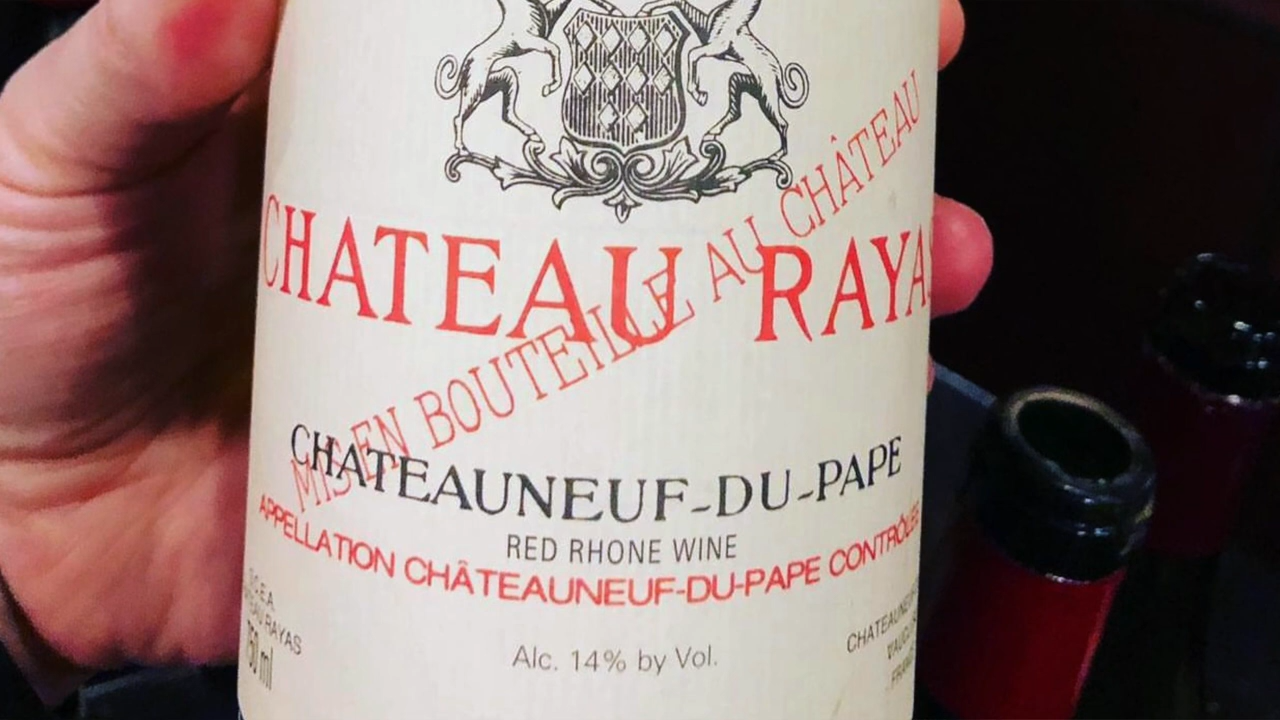 CHATEAU RAYAS
MIS EN BOUTEILLE AU CHÂTEAU
CHATEAUNEUF-DU-PAPE
RED RHONE WINE
APPELLATION CHÂTEAUNEUF-DU-PAPE CONTRÔLÉE
RAYAS
750 ml
Alc. 14% by Vol.